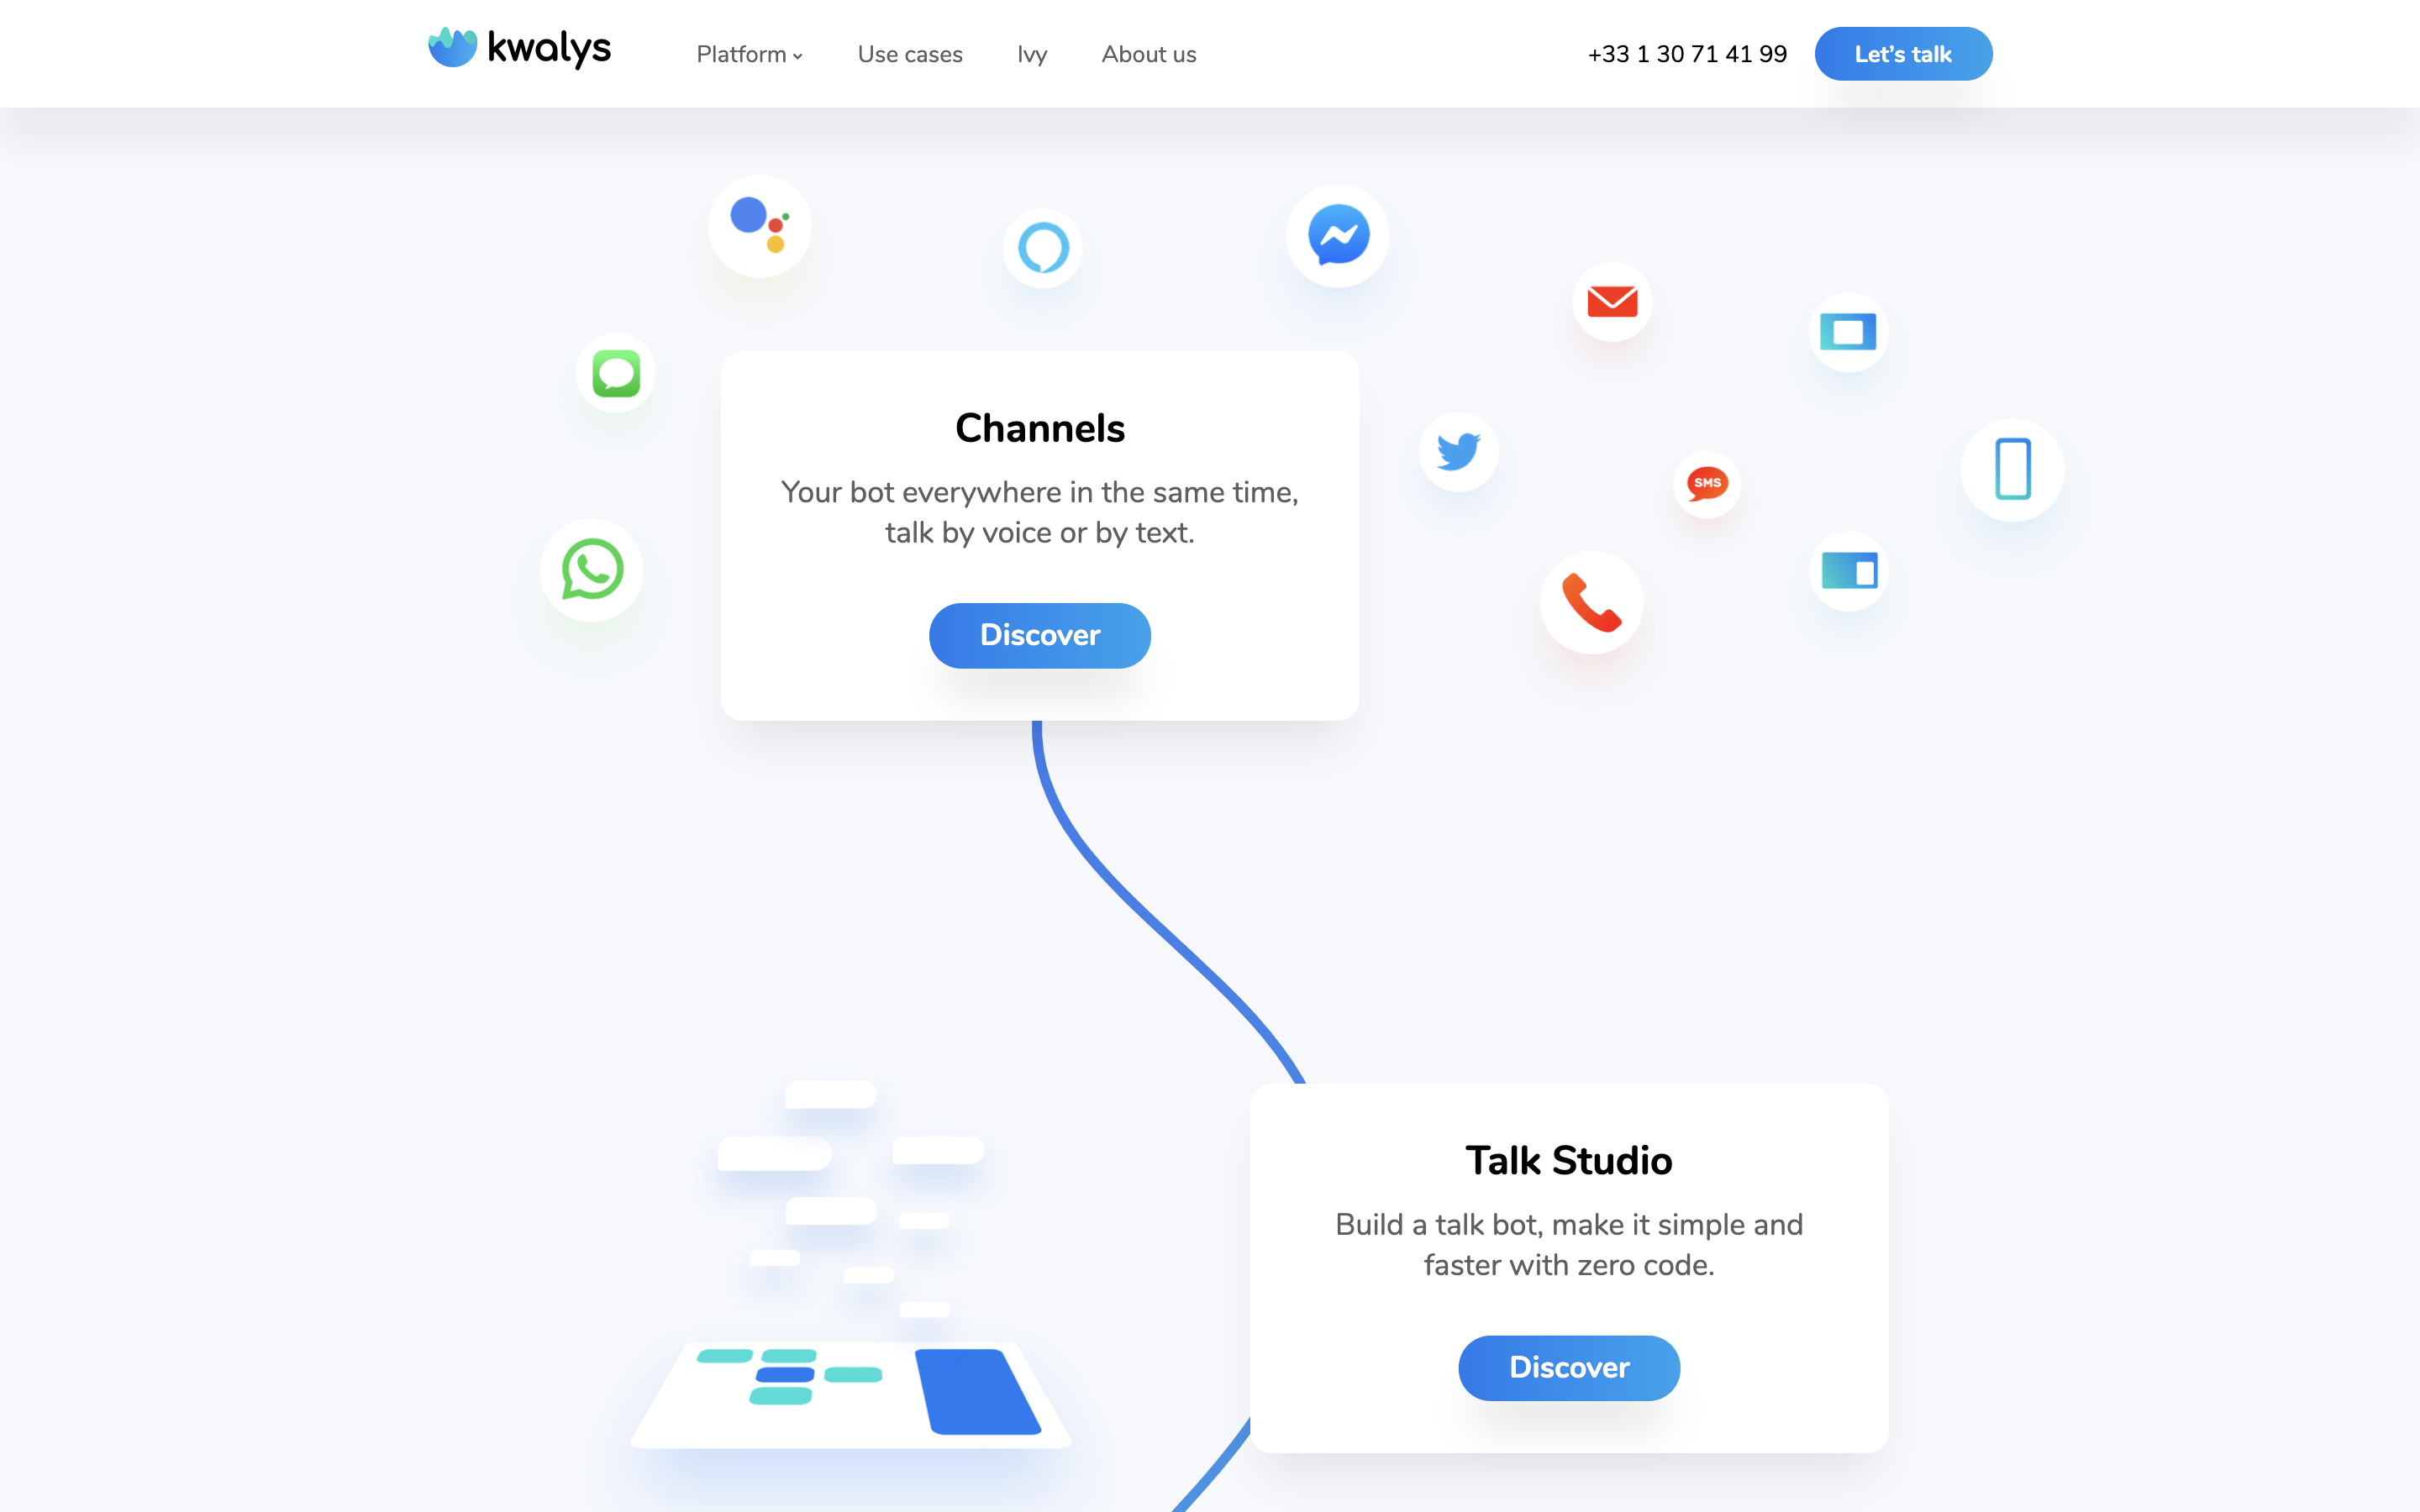 kwalys
Platform
Use cases
Ivy
About us
+33 1 30 71 41 99
Let's talk
Channels
Your bot everywhere in the same time,
talk by voice or by text.
Discover
SMS
Talk Studio
Build a talk bot, make it simple and
faster with zero code.
Discover